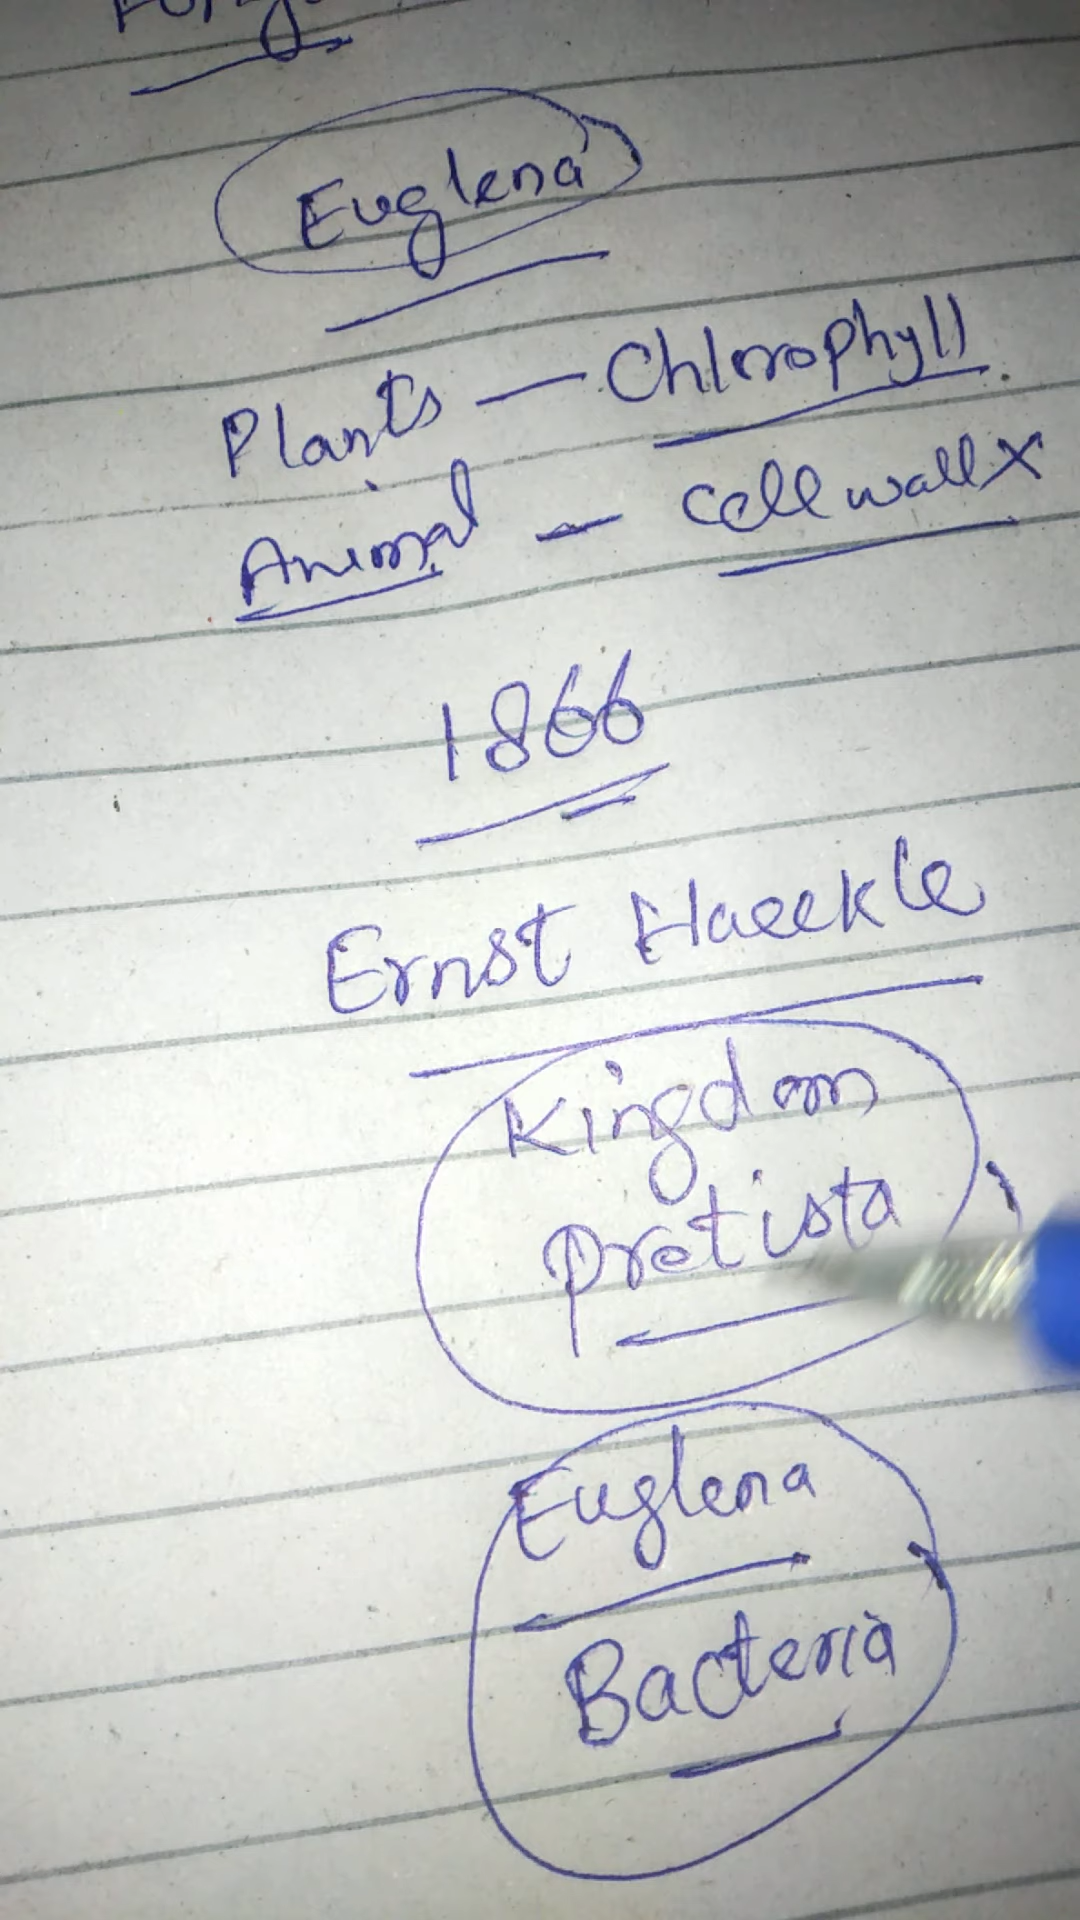 Euglena
Plants — Chlorophyll
Animal — Cell wall X
1866
Ernst Haeckle
Kingdom
Protista
Euglena
Bacteria